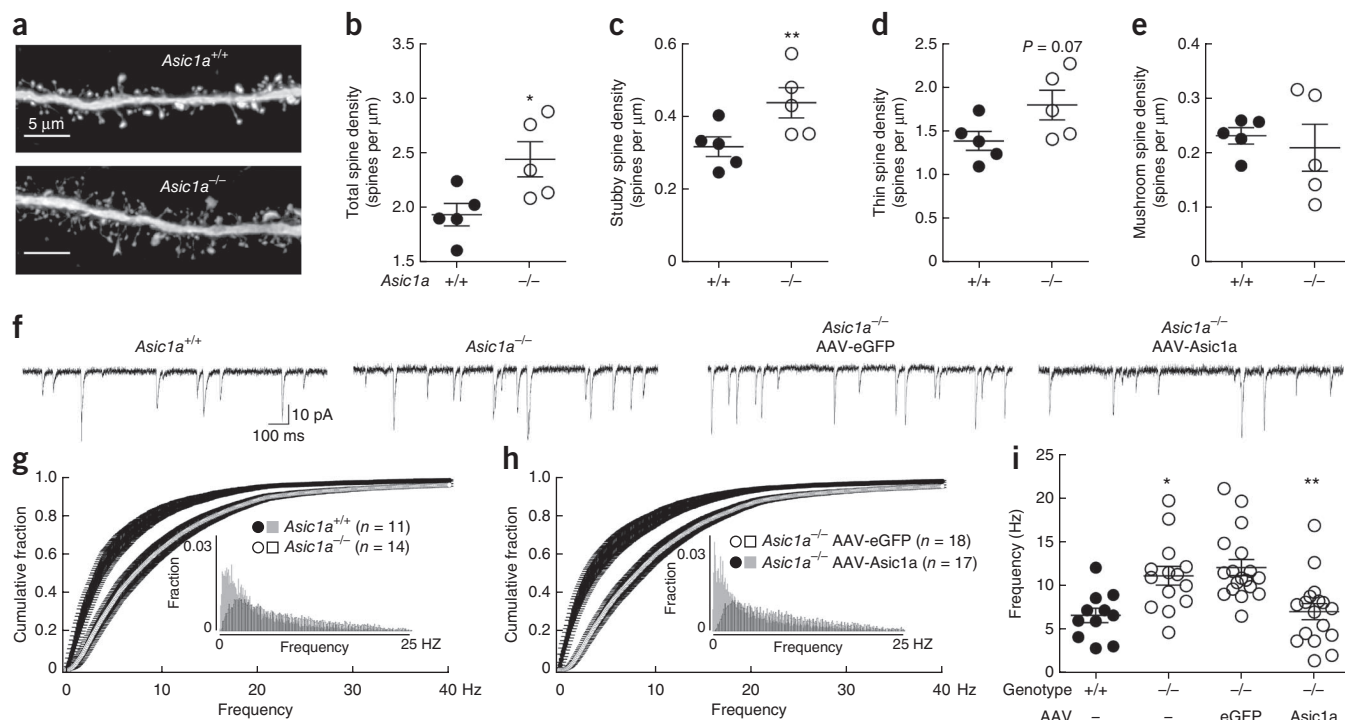 a
Asic1a+/+
5 μm
Asic1a–/–
b
Total spine density
(spines per μm)
3.5
3.0
2.5
2.0
1.5
*
Asic1a
+/+
–/–
c
Stubby spine density
(spines per μm)
0.6
0.4
0.2
0
**
+/+
–/–
d
Thin spine density
(spines per μm)
2.5
2.0
1.5
1.0
0.5
0
P = 0.07
+/+
–/–
e
Mushroom spine density
(spines per μm)
0.4
0.3
0.2
0.1
0
+/+
–/–
f
Asic1a+/+
10 pA
100 ms
Asic1a–/–
Asic1a–/–
AAV-eGFP
Asic1a–/–
AAV-Asic1a
g
Cumulative fraction
1.0
0.8
0.6
0.4
0.2
0
Asic1a+/+ (n = 11)
Asic1a–/– (n = 14)
0.03
Fraction
0
0
25 HZ
Frequency
0
10
20
30
40 Hz
Frequency
h
Cumulative fraction
1.0
0.8
0.6
0.4
0.2
0
Asic1a–/– AAV-eGFP (n = 18)
Asic1a–/– AAV-Asic1a (n = 17)
0.03
Fraction
0
0
25 HZ
Frequency
0
10
20
30
40 Hz
Frequency
i
Frequency (Hz)
25
20
15
10
5
0
*
**
Genotype +/+ –/– –/– –/–
AAV – – eGFP Asic1a